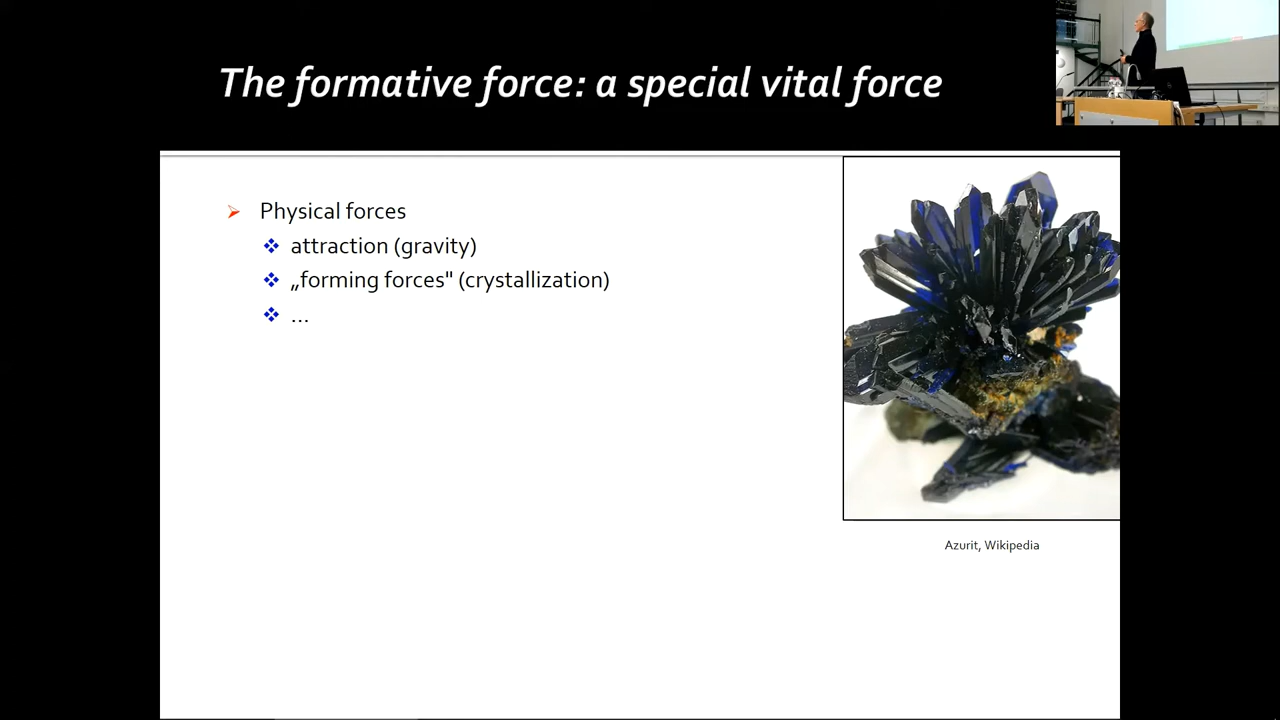 The formative force: a special vital force
Physical forces
attraction (gravity)
„forming forces" (crystallization)
...
Azurit, Wikipedia